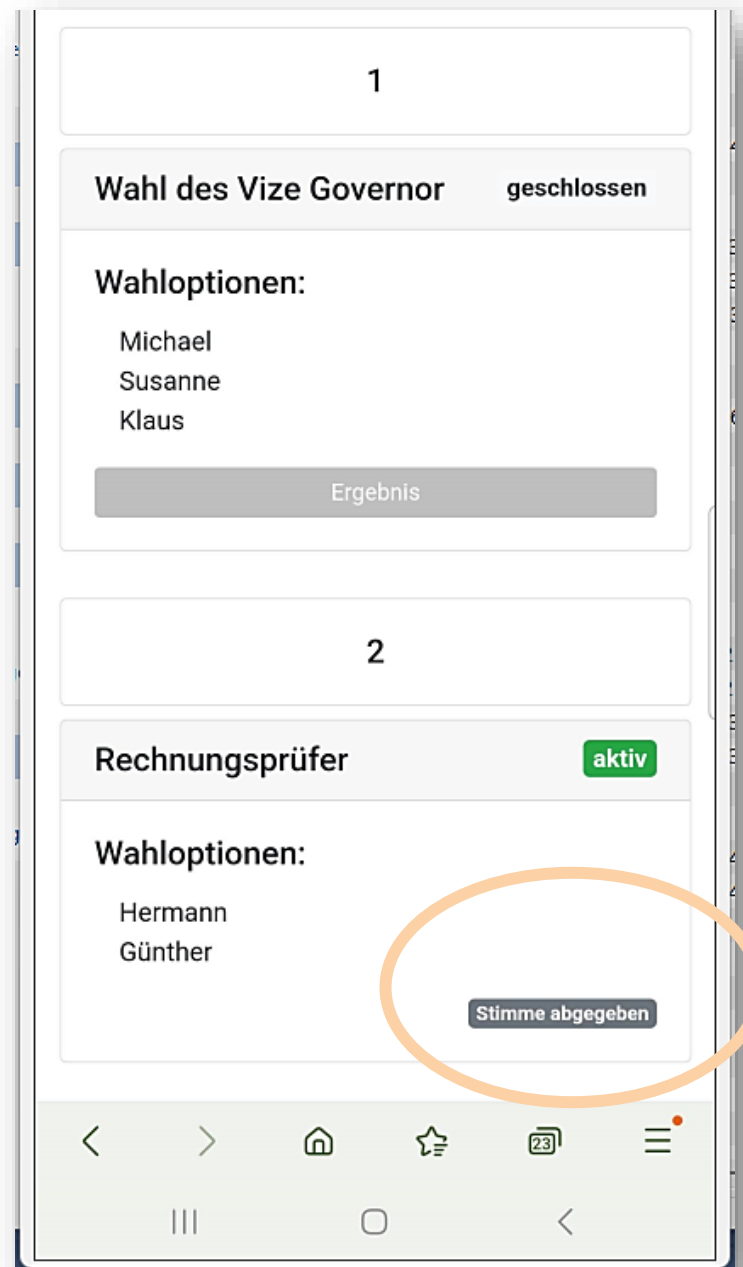 1
Wahl des Vize Governor geschlossen
Wahloptionen:
Michael
Susanne
Klaus
Ergebnis
2
Rechnungsprüfer aktiv
Wahloptionen:
Hermann
Günther
Stimme abgegeben
23